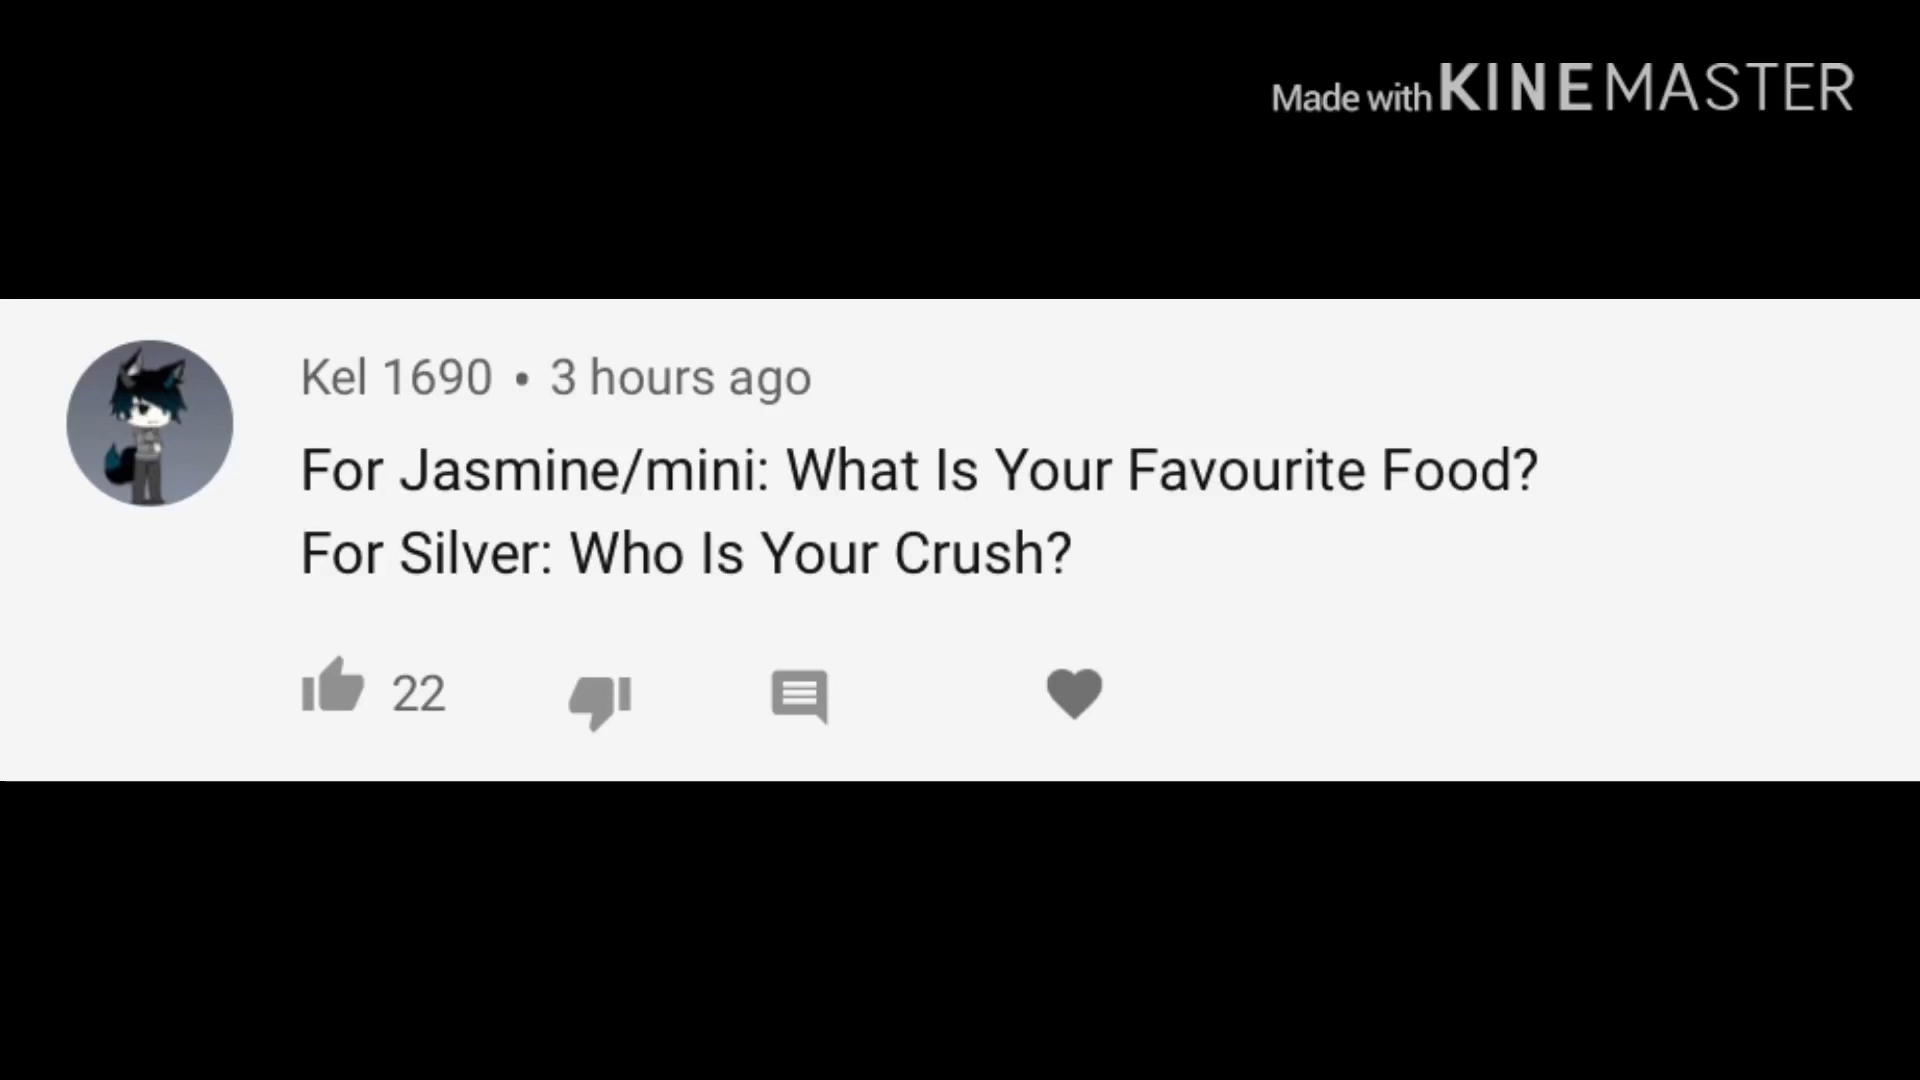 Made with KINEMASTER
Kel 1690 • 3 hours ago
For Jasmine/mini: What Is Your Favourite Food?
For Silver: Who Is Your Crush?
22